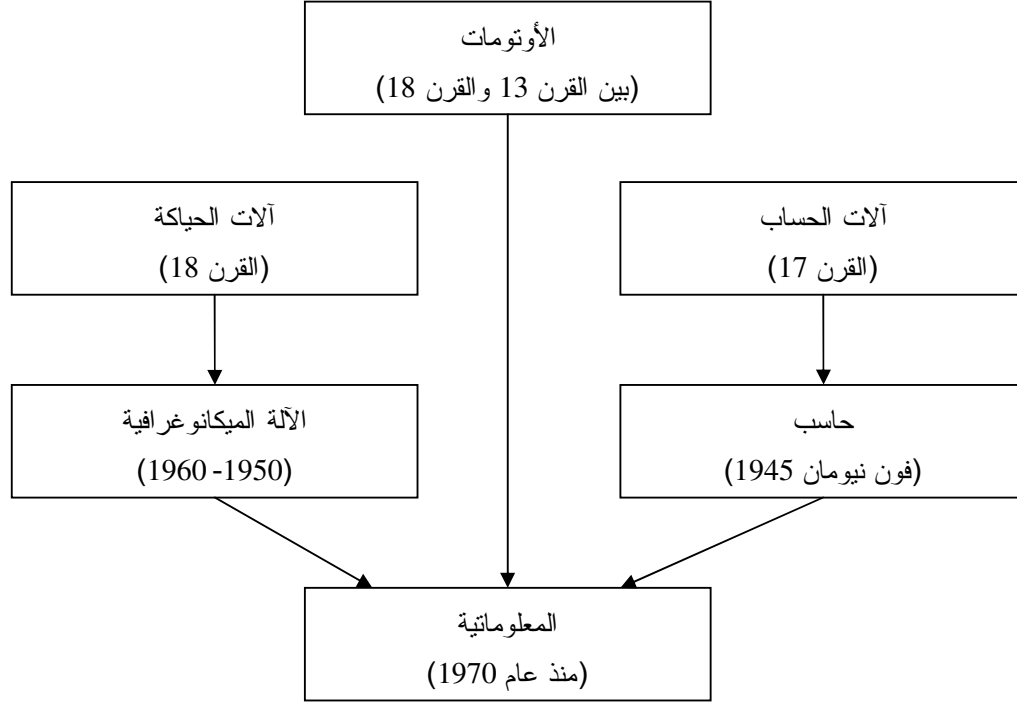 الأوتومات
(بين القرن 13 والقرن 18)
آلات الحساب
(القرن 17)
آلات الحياكة
(القرن 18)
حاسب
(فون نيومان 1945)
الآلة الميكانوغرافية
(1950- 1960)
المعلوماتية
(منذ عام 1970)